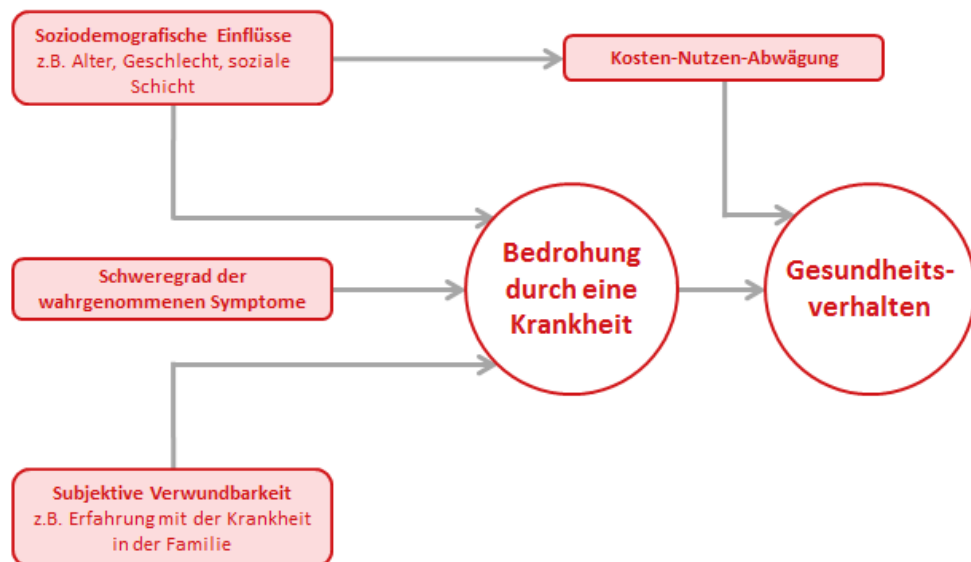 Soziodemografische Einflüsse
z.B. Alter, Geschlecht, soziale
Schicht
Kosten-Nutzen-Abwägung
Schweregrad der
wahrgenommenen Symptome
Bedrohung
durch eine
Krankheit
Gesundheits-
verhalten
Subjektive Verwundbarkeit
z.B. Erfahrung mit der Krankheit
in der Familie